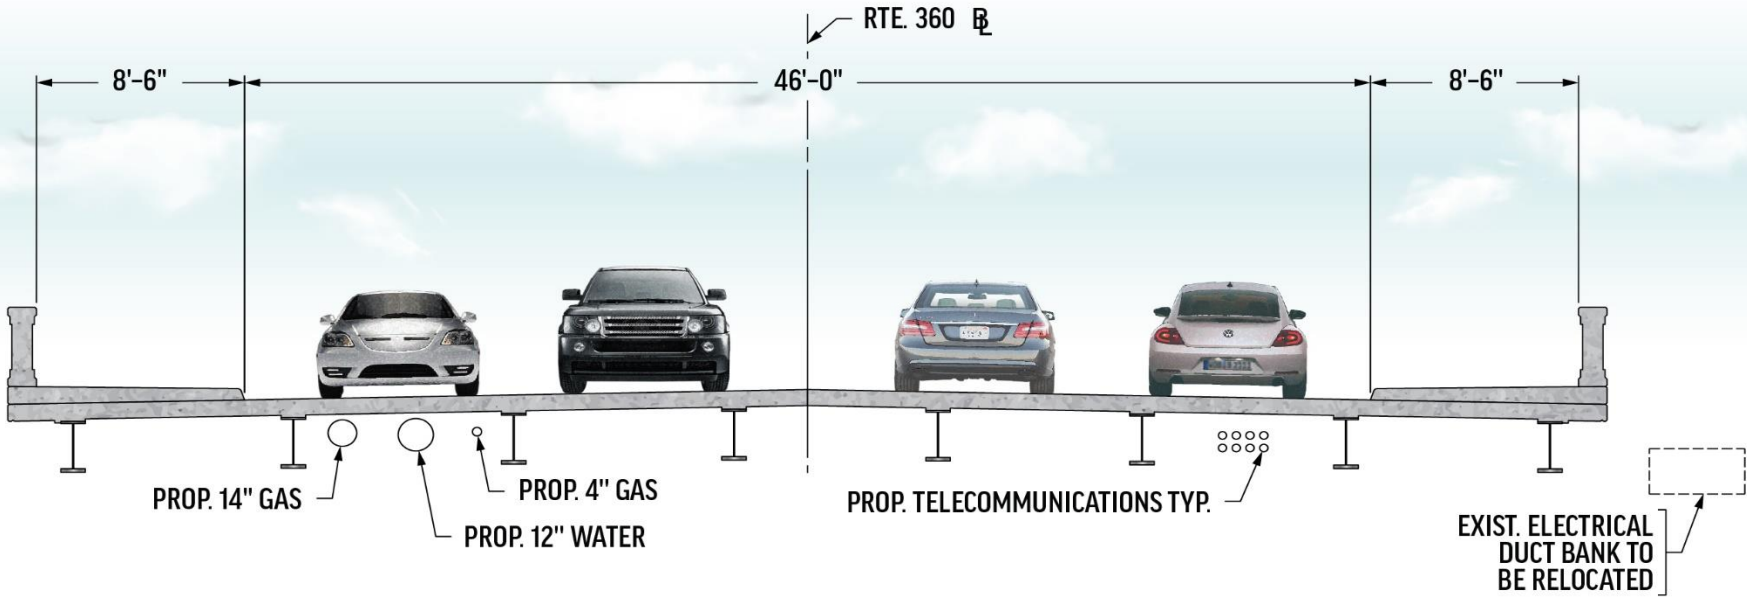 RTE. 360 BL
8'-6"
46'-0"
8'-6"
PROP. 14" GAS
PROP. 4" GAS
PROP. 12" WATER
PROP. TELECOMMUNICATIONS TYP.
EXIST. ELECTRICAL
DUCT BANK TO
BE RELOCATED